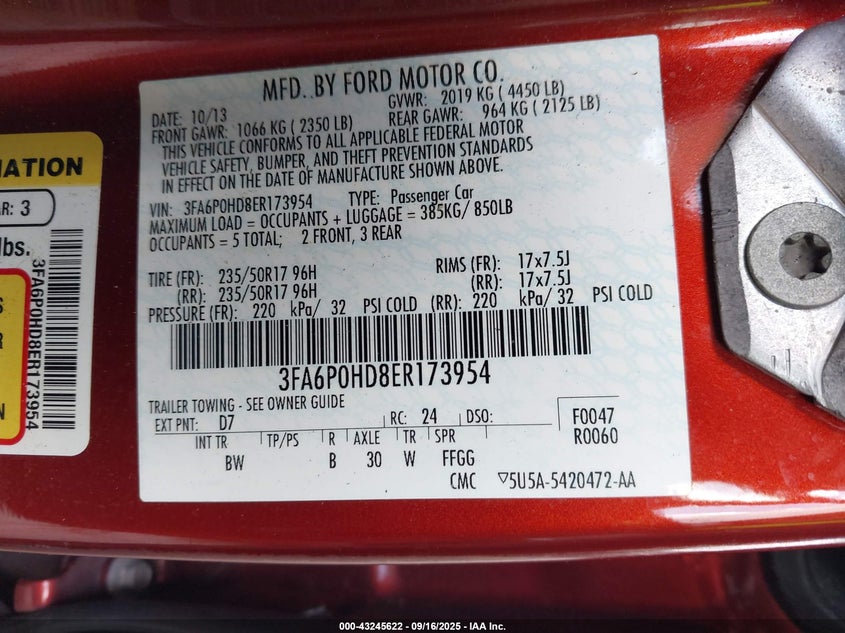 MFD. BY FORD MOTOR CO.
DATE: 10/13 GVWR: 2019 KG ( 4450 LB)
FRONT GAWR: 1066 KG ( 2350 LB) REAR GAWR: 964 KG ( 2125 LB)
THIS VEHICLE CONFORMS TO ALL APPLICABLE FEDERAL MOTOR
VEHICLE SAFETY, BUMPER, AND THEFT PREVENTION STANDARDS
IN EFFECT ON THE DATE OF MANUFACTURE SHOWN ABOVE.
VIN: 3FA6P0HD8ER173954 TYPE: Passenger Car
MAXIMUM LOAD = OCCUPANTS + LUGGAGE = 385KG/ 850LB
OCCUPANTS = 5 TOTAL; 2 FRONT, 3 REAR
TIRE (FR): 235/50R17 96H RIMS (FR): 17x7.5J
(RR): 235/50R17 96H (RR): 17x7.5J
PRESSURE (FR): 220 kPa/ 32 PSI COLD (RR): 220 kPa/ 32 PSI COLD
3FA6P0HD8ER173954
TRAILER TOWING - SEE OWNER GUIDE
EXT PNT: D7 RC: 24 DSO: F0047
INT TR TP/PS R AXLE TR SPR R0060
BW B 30 W FFGG
CMC ▽5U5A-5420472-AA
MATION
AR: 3
lbs.
S
R
N
3FA6P0HD8ER173954
000-43245622 - 09/16/2025 - IAA Inc.